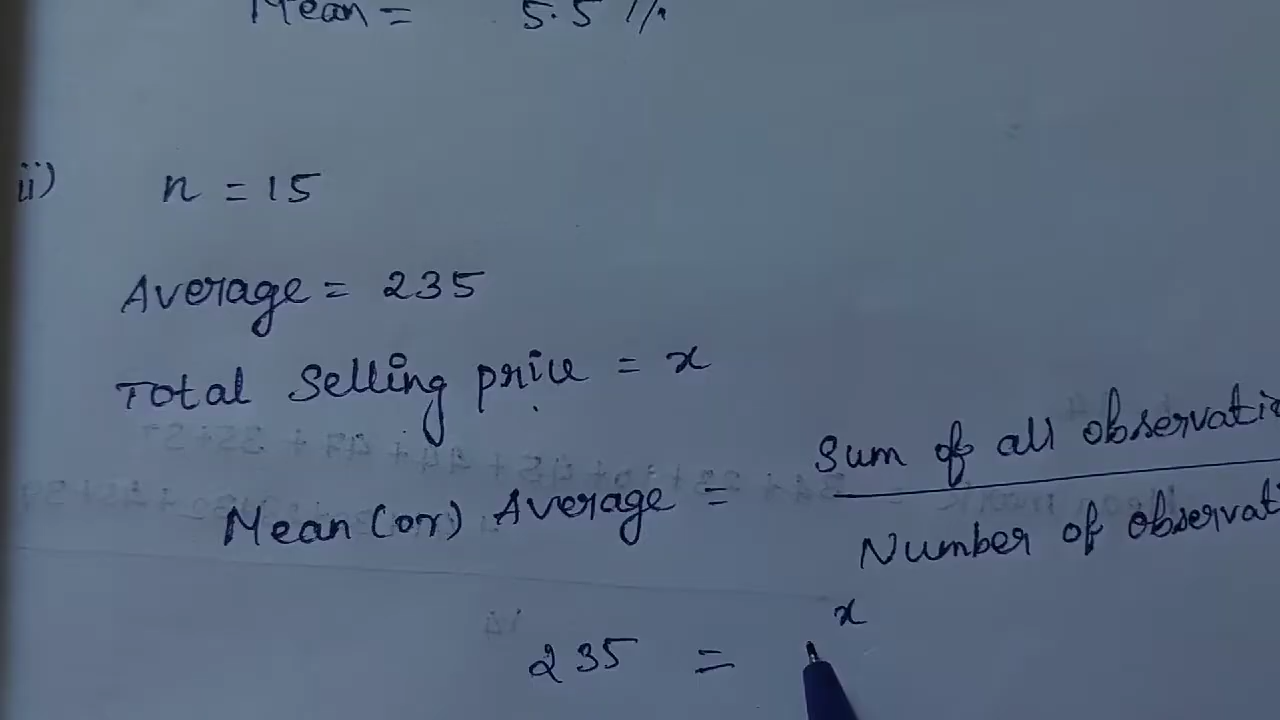 Mean = 5.5 %
ii) n = 15
Average = 235
Total Selling price = x
Mean (or) Average = Sum of all observati
Number of observat
235 = x